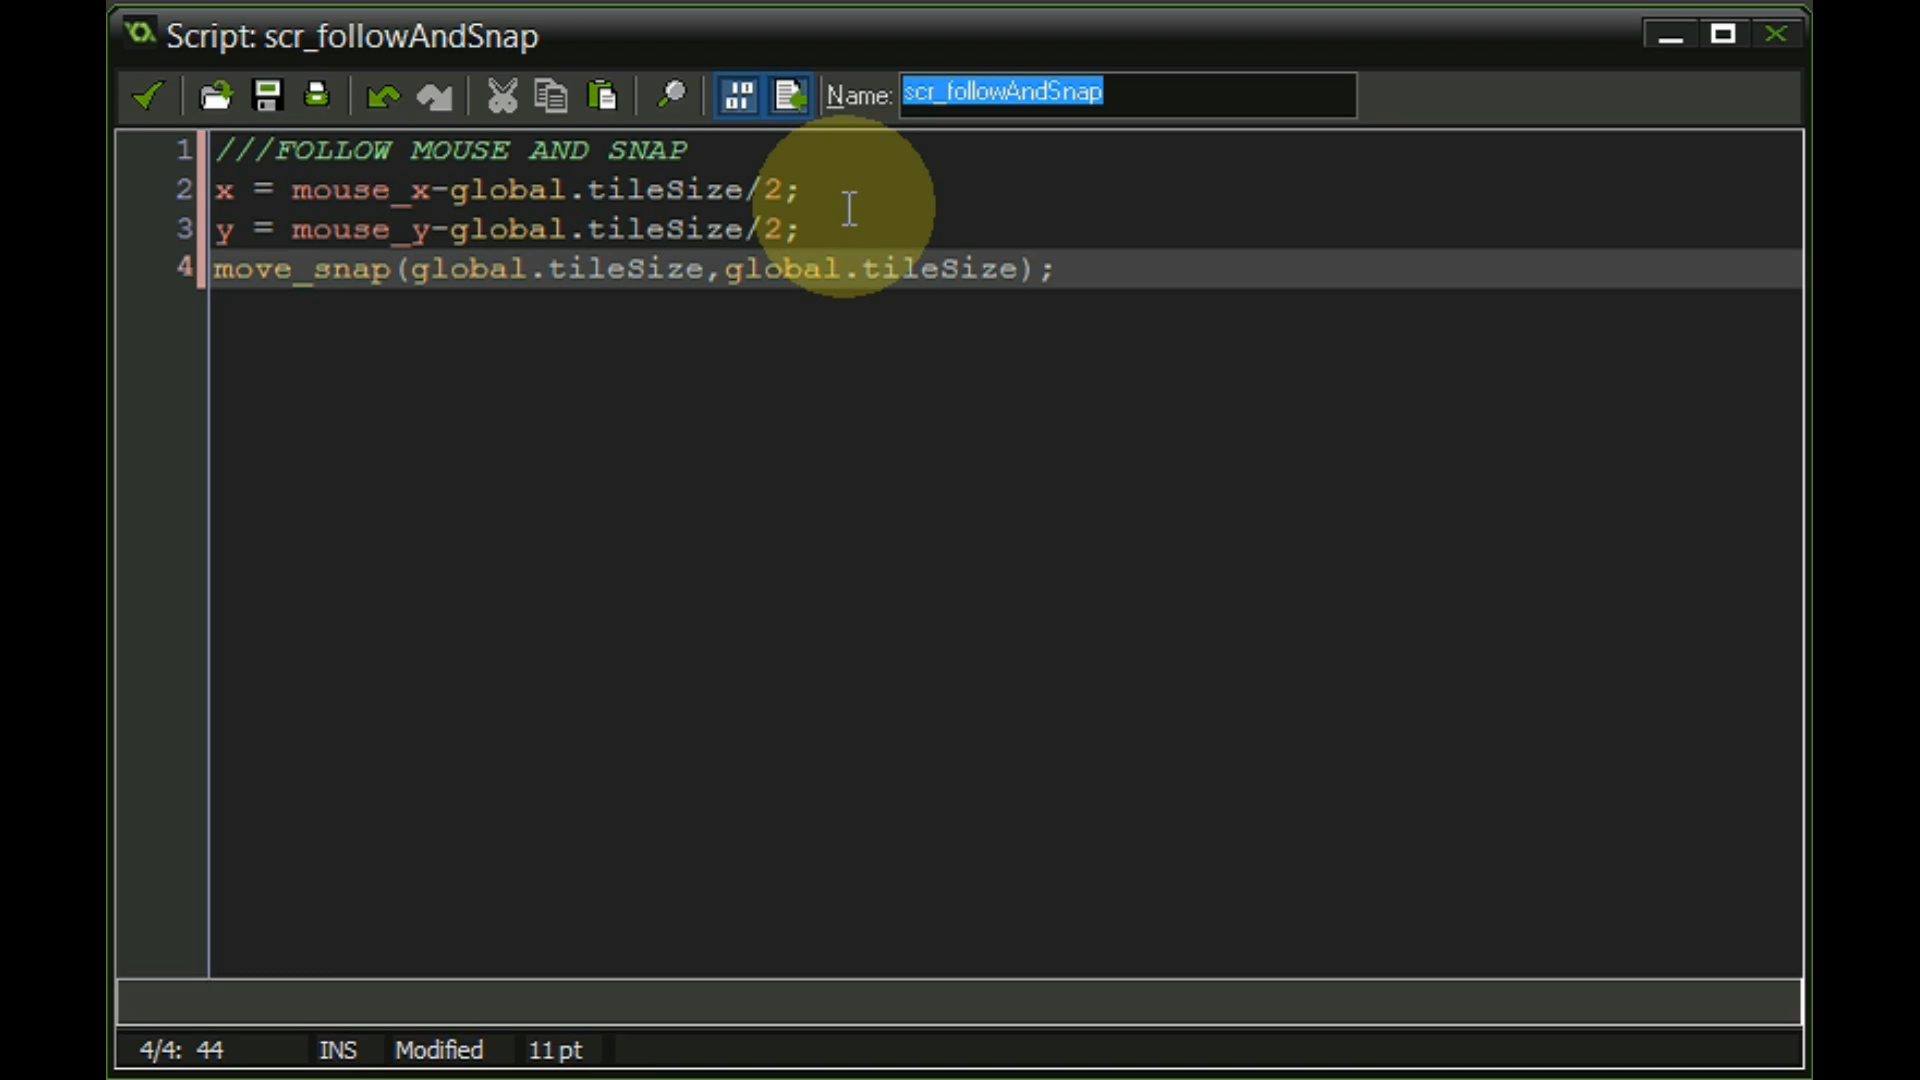 Script: scr_followAndSnap
Name: scr_followAndSnap
1 ///FOLLOW MOUSE AND SNAP
2 x = mouse_x-global.tileSize/2;
3 y = mouse_y-global.tileSize/2;
4 move_snap(global.tileSize,global.tileSize);
4/4: 44 INS Modified 11 pt